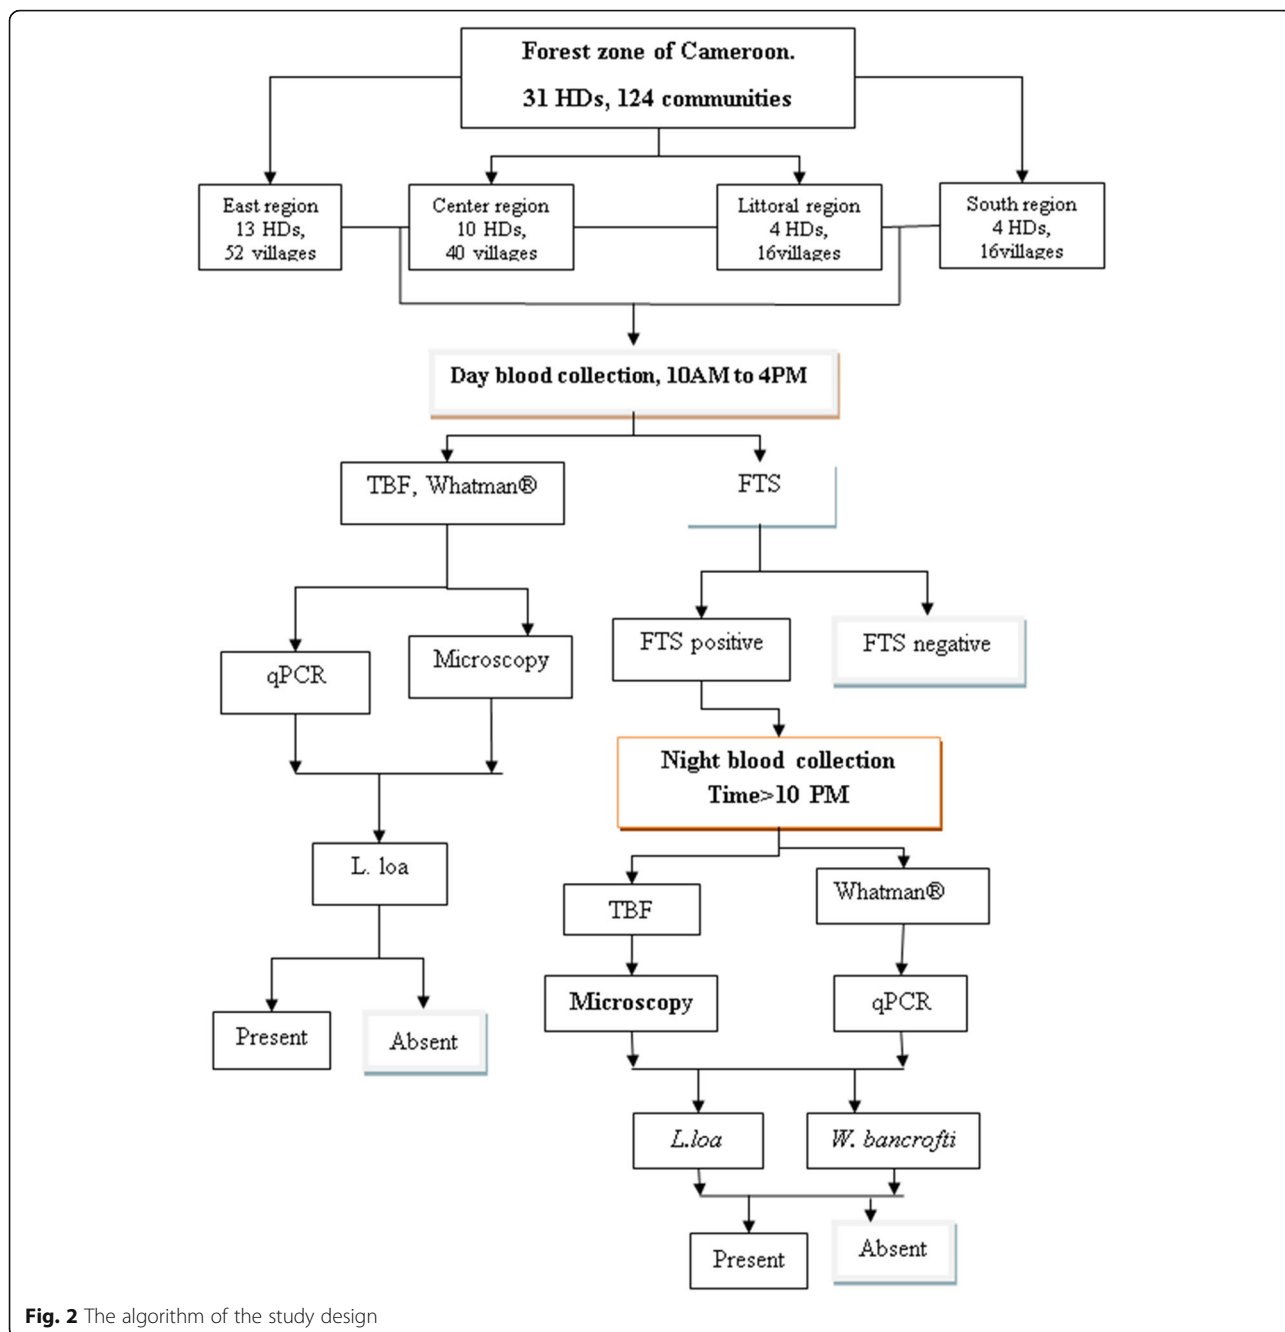 Forest zone of Cameroon.
31 HDs, 124 communities
East region
13 HDs,
52 villages
Center region
10 HDs,
40 villages
Littoral region
4 HDs,
16villages
South region
4 HDs,
16villages
Day blood collection, 10AM to 4PM
TBF, Whatman®
FTS
FTS positive
FTS negative
qPCR
Microscopy
Night blood collection
Time>10 PM
L. loa
TBF
Whatman®
Microscopy
qPCR
Present
Absent
L.loa
W. bancrofti
Present
Absent
Fig. 2 The algorithm of the study design